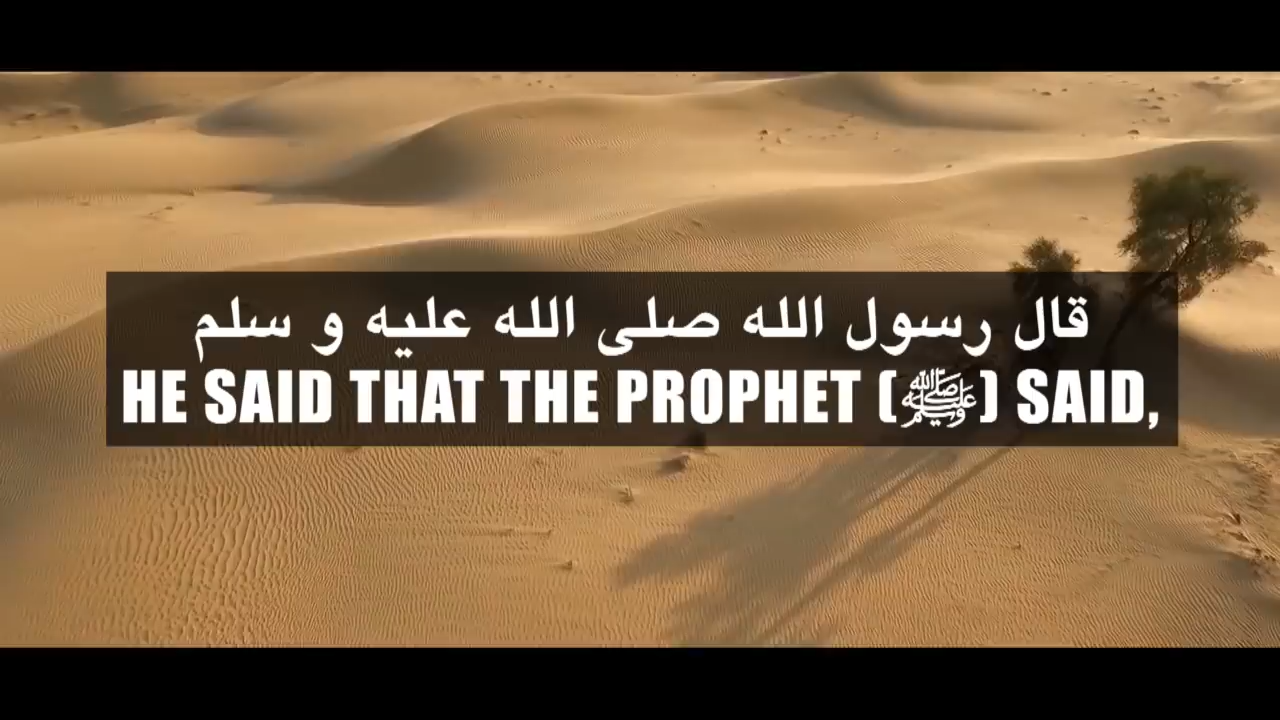 قال رسول الله صلى الله عليه و سلم
HE SAID THAT THE PROPHET (ﷺ) SAID,